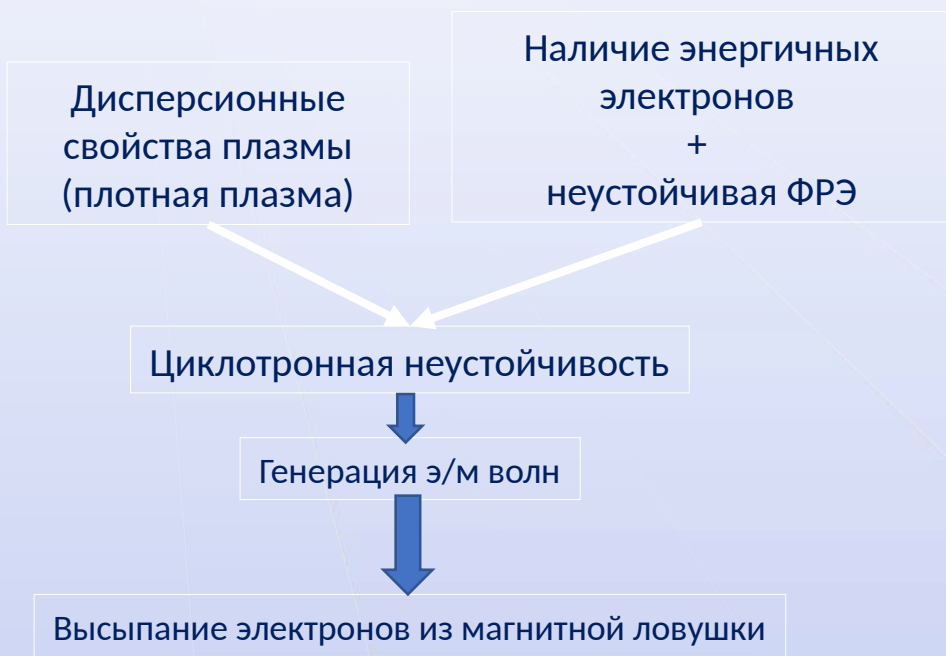 Дисперсионные
свойства плазмы
(плотная плазма)
Наличие энергичных
электронов
+
неустойчивая ФРЭ
Циклотронная неустойчивость
Генерация э/м волн
Высыпание электронов из магнитной ловушки